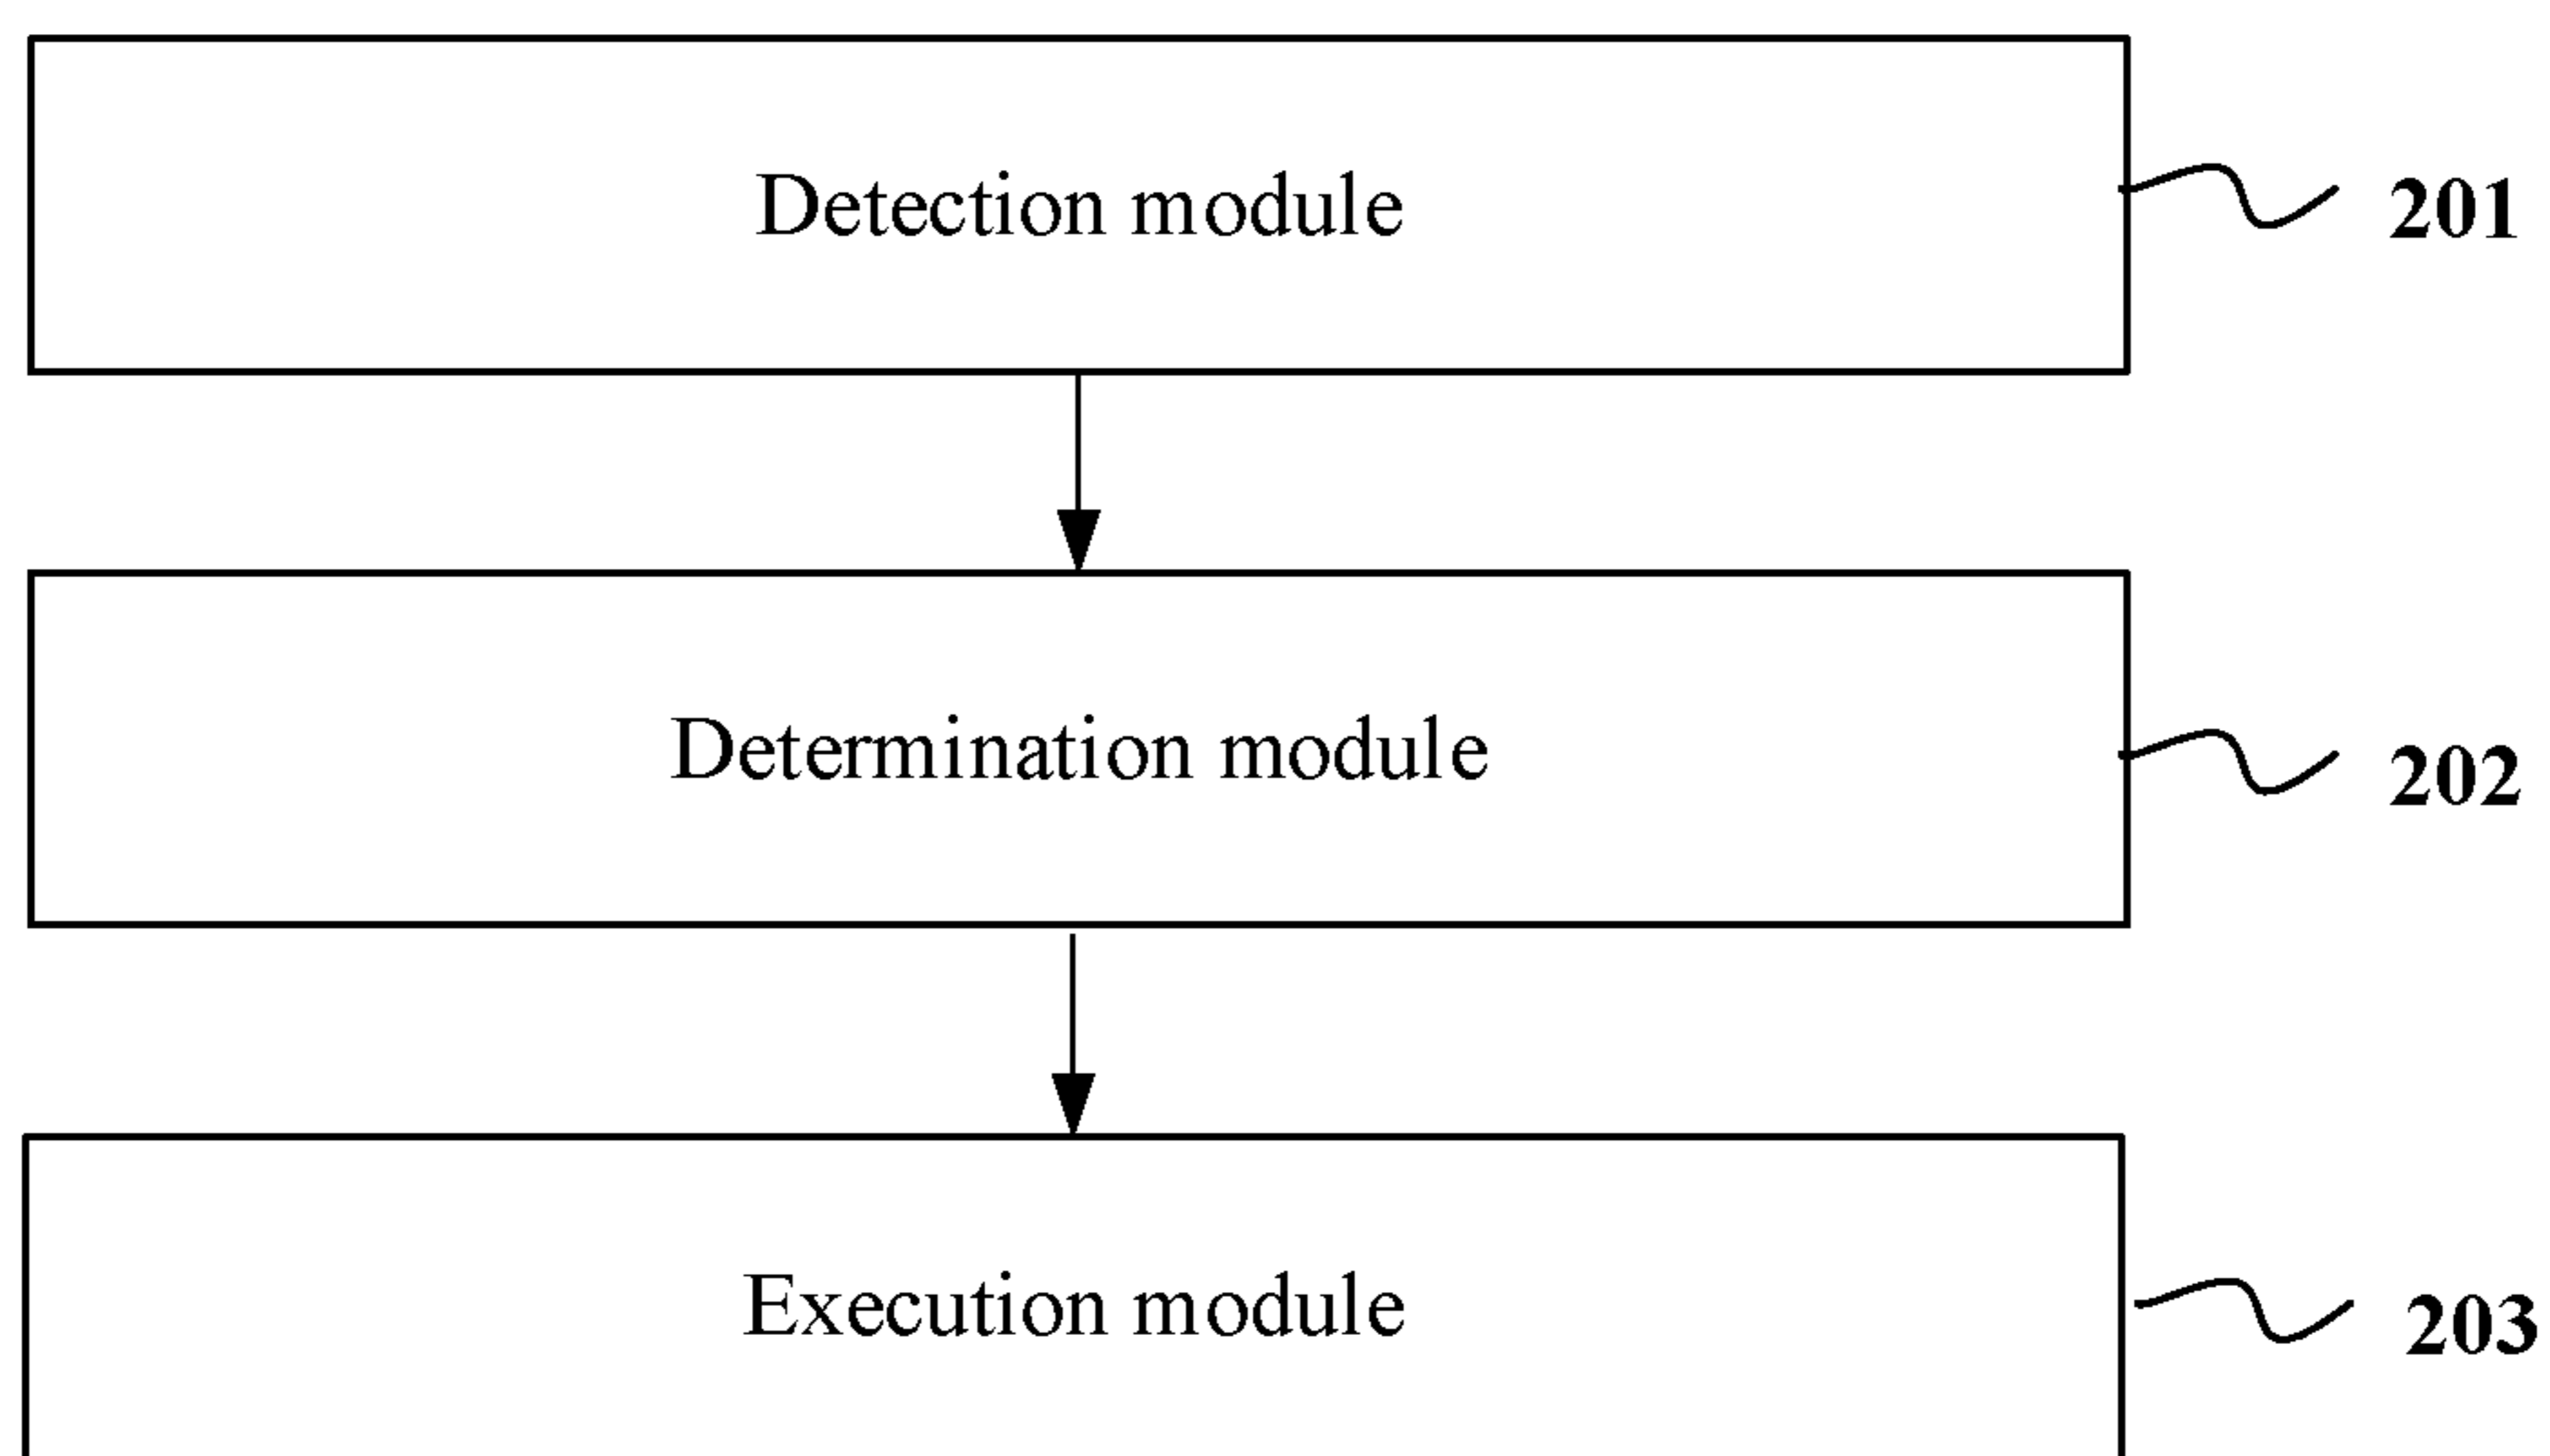 Detection module
201
Determination module
202
Execution module
203